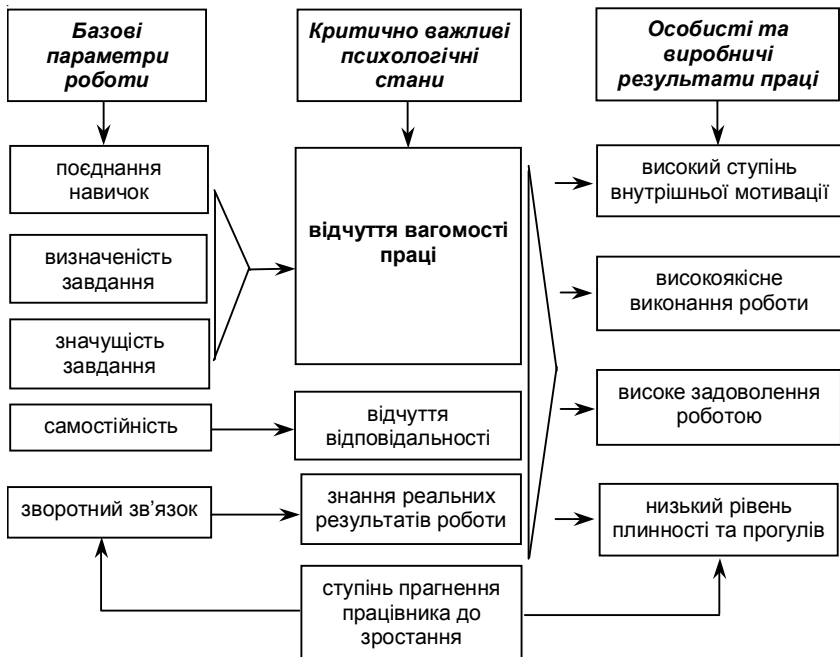 Базові
параметри
роботи
Критично важливі
психологічні
стани
Особисті та
виробничі
результати праці
поєднання
навичок
визначеність
завдання
значущість
завдання
самостійність
зворотний зв’язок
відчуття вагомості
праці
відчуття
відповідальності
знання реальних
результатів роботи
ступінь прагнення
працівника до
зростання
високий ступінь
внутрішньої мотивації
високоякісне
виконання роботи
високе задоволення
роботою
низький рівень
плинності та прогулів